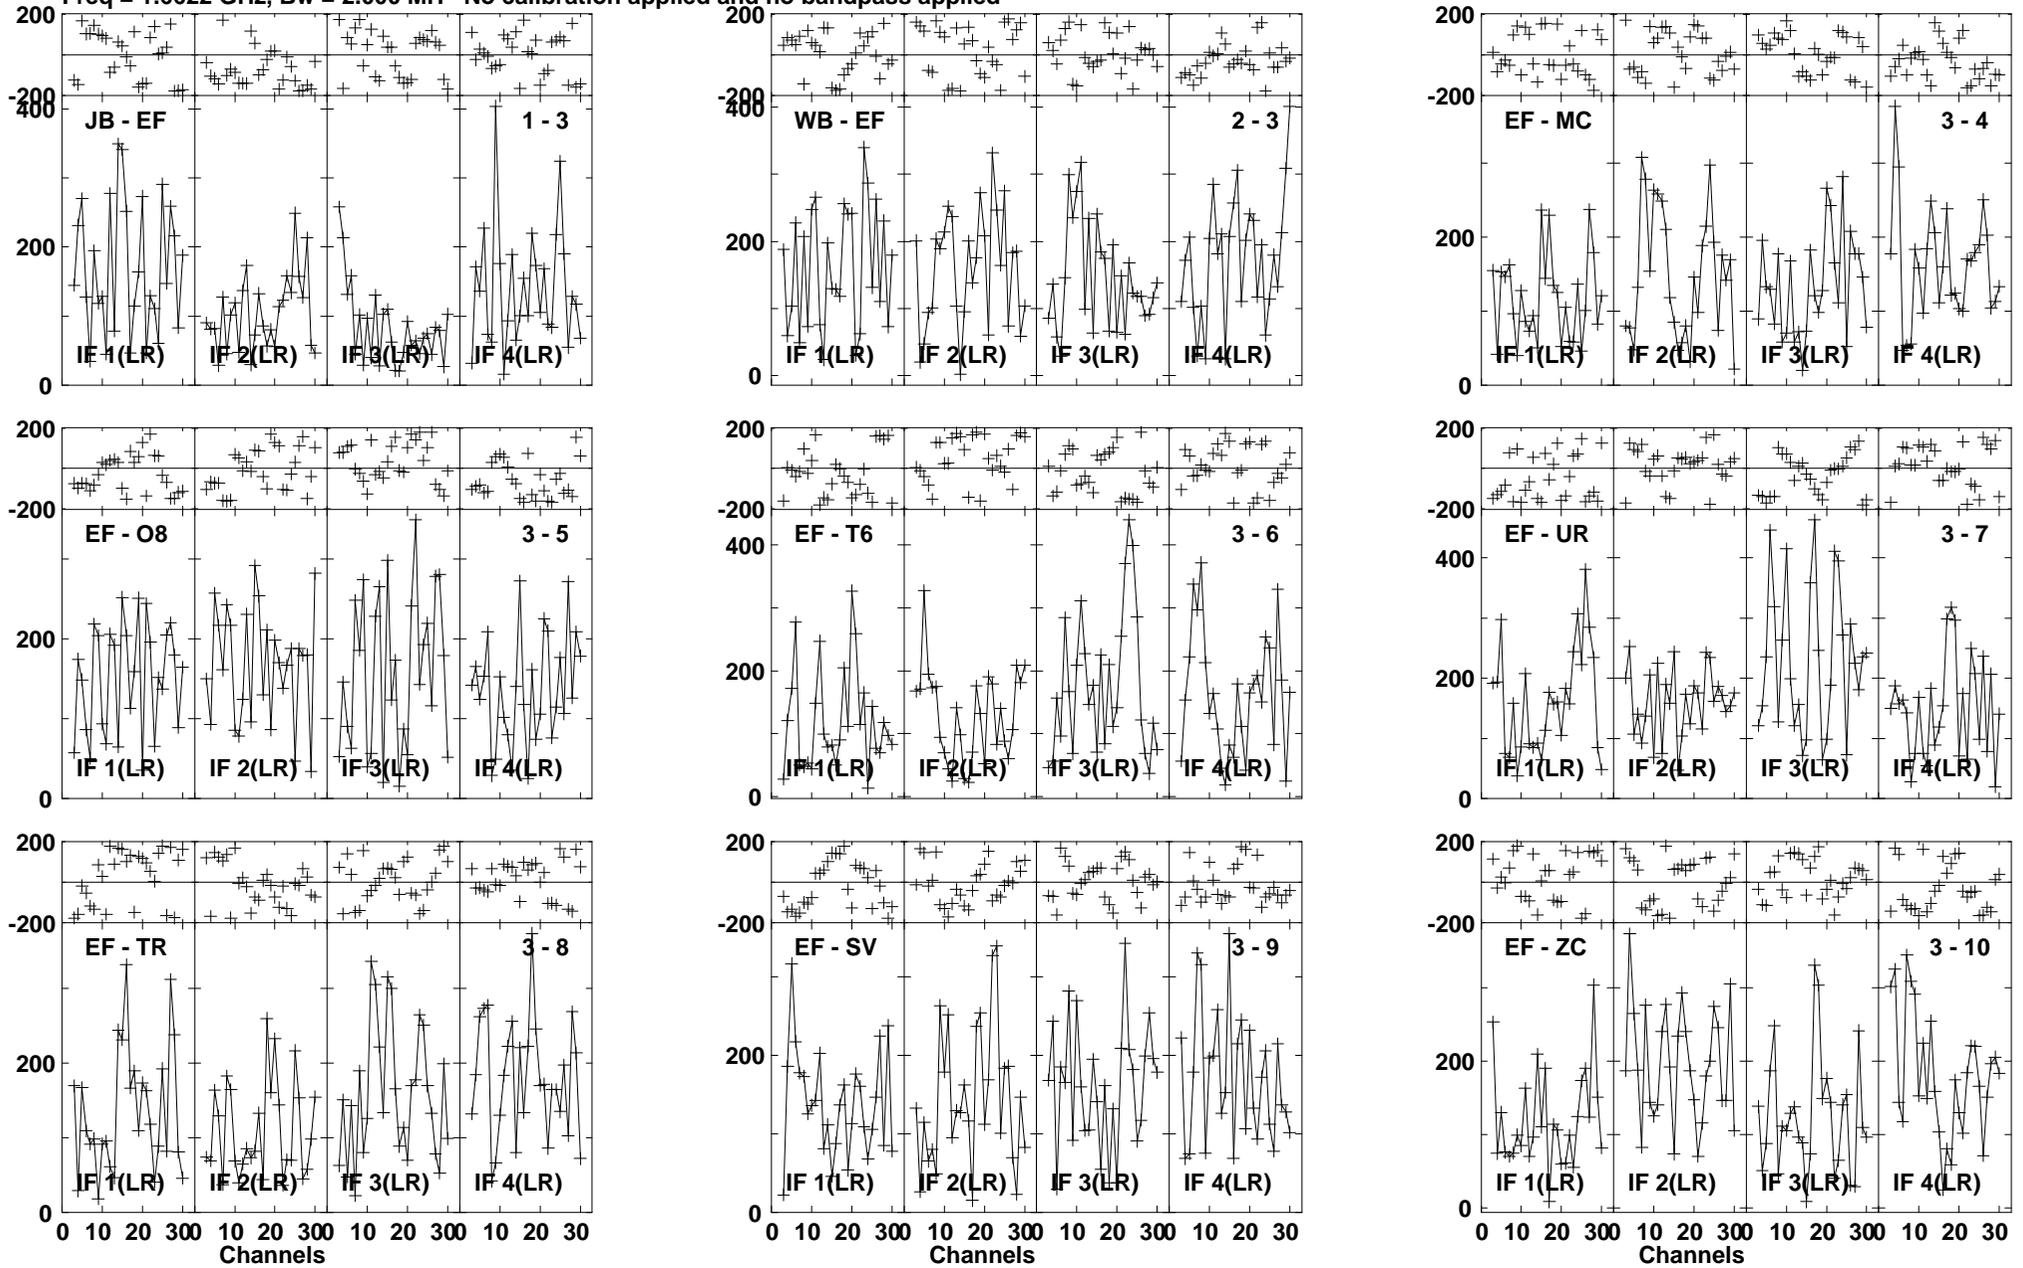 No calibration applied and no bandpass applied
200
-200
400
200
0
JB - EF
1 - 3
IF 1(LR)
IF 2(LR)
IF 3(LR)
IF 4(LR)
200
-200
400
200
0
WB - EF
2 - 3
IF 1(LR)
IF 2(LR)
IF 3(LR)
IF 4(LR)
200
-200
200
0
EF - MC
3 - 4
IF 1(LR)
IF 2(LR)
IF 3(LR)
IF 4(LR)
200
-200
200
0
EF - O8
3 - 5
IF 1(LR)
IF 2(LR)
IF 3(LR)
IF 4(LR)
200
-200
400
200
0
EF - T6
3 - 6
IF 1(LR)
IF 2(LR)
IF 3(LR)
IF 4(LR)
200
-200
400
200
0
EF - UR
3 - 7
IF 1(LR)
IF 2(LR)
IF 3(LR)
IF 4(LR)
200
-200
200
0
EF - TR
3 - 8
IF 1(LR)
IF 2(LR)
IF 3(LR)
IF 4(LR)
0 10 20 30 0 10 20 30 0 10 20 30 0 10 20 30
Channels
200
-200
200
0
EF - SV
3 - 9
IF 1(LR)
IF 2(LR)
IF 3(LR)
IF 4(LR)
0 10 20 30 0 10 20 30 0 10 20 30 0 10 20 30
Channels
200
-200
200
0
EF - ZC
3 - 10
IF 1(LR)
IF 2(LR)
IF 3(LR)
IF 4(LR)
0 10 20 30 0 10 20 30 0 10 20 30 0 10 20 30
Channels